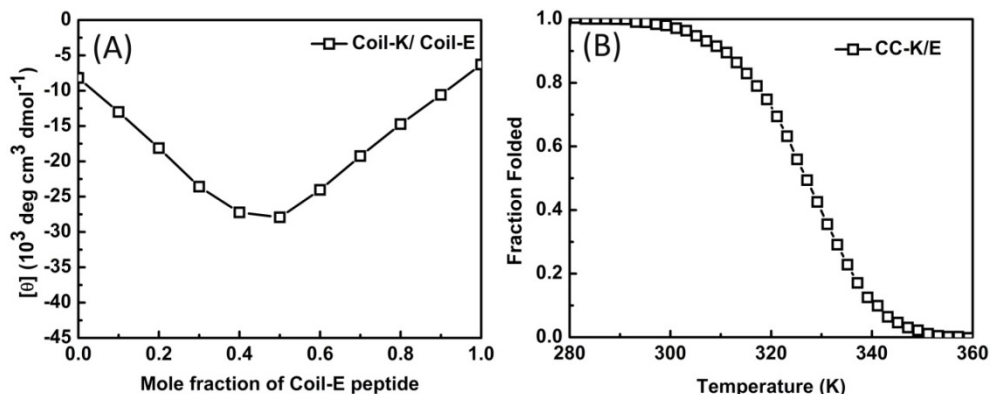 (A)
Coil-K/ Coil-E
0
-5
-10
-15
-20
-25
-30
-35
-40
-45
[θ] (10³ deg cm³ dmol⁻¹)
0.0 0.2 0.4 0.6 0.8 1.0
Mole fraction of Coil-E peptide
(B)
CC-K/E
1.0
0.8
0.6
0.4
0.2
0.0
Fraction Folded
280 300 320 340 360
Temperature (K)